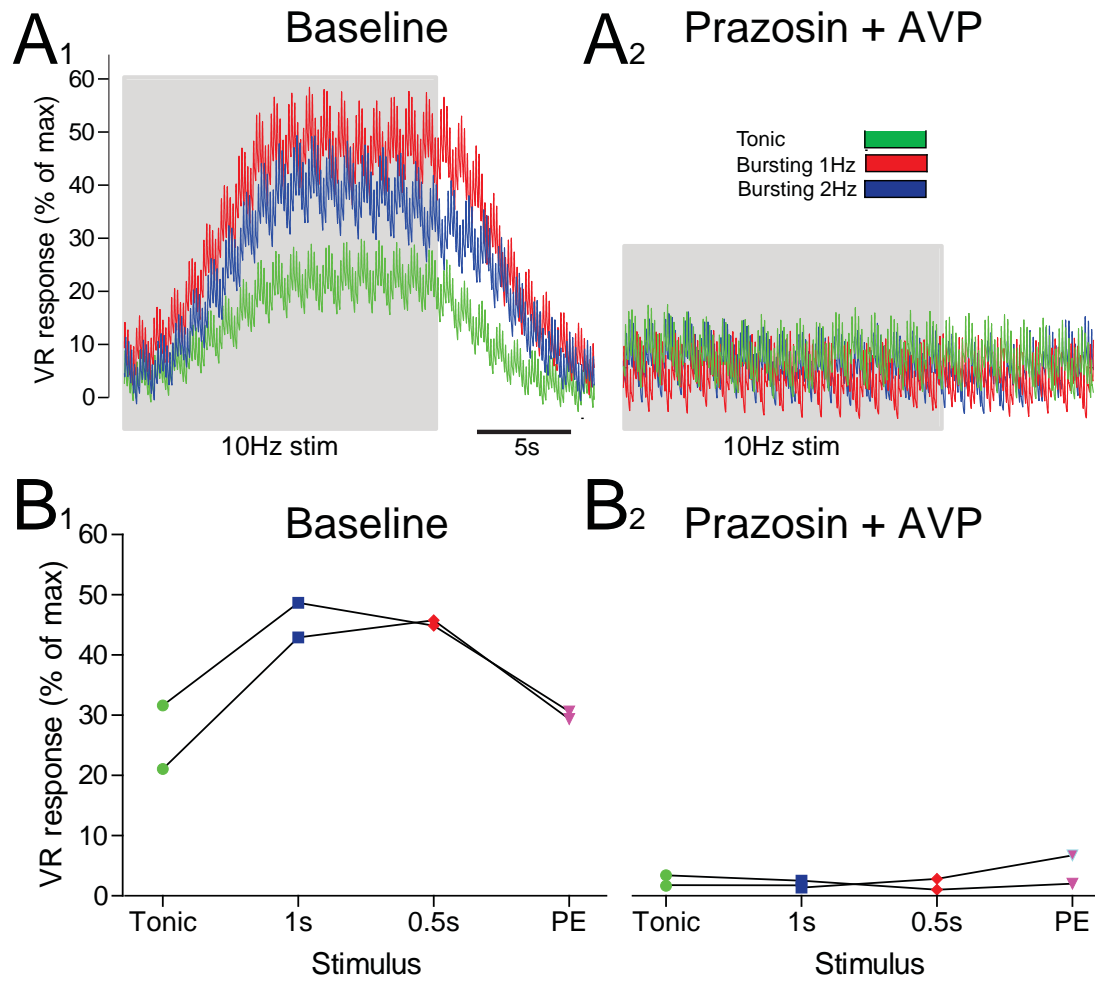 A1 Baseline
A2 Prazosin + AVP
VR response (% of max)
60
50
40
30
20
10
0
10Hz stim
5s
Tonic
Bursting 1Hz
Bursting 2Hz
10Hz stim
B1 Baseline
B2 Prazosin + AVP
VR response (% of max)
60
50
40
30
20
10
0
Tonic 1s 0.5s PE
Stimulus
Tonic 1s 0.5s PE
Stimulus